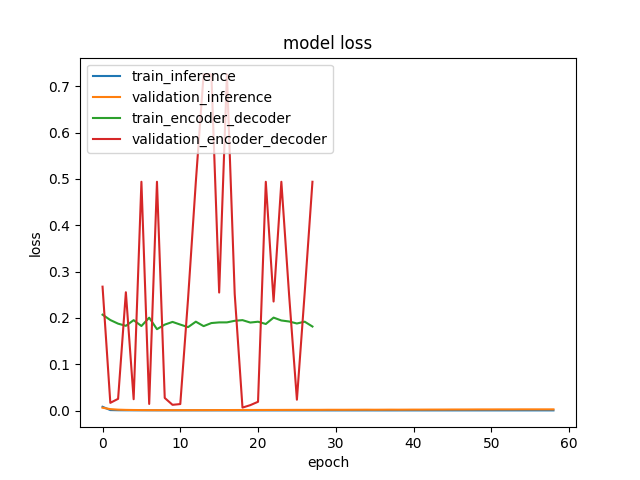 model loss
train_inference
validation_inference
train_encoder_decoder
validation_encoder_decoder
loss
0.7
0.6
0.5
0.4
0.3
0.2
0.1
0.0
0 10 20 30 40 50 60
epoch